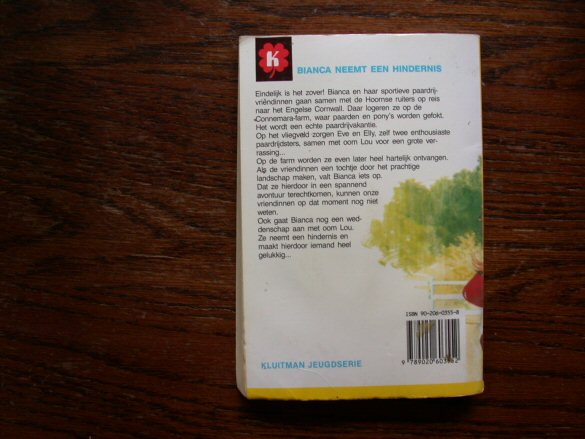 K
BIANCA NEEMT EEN HINDERNIS
Eindelijk is het zover! Bianca en haar sportieve paardrij-
vriendinnen gaan samen met de Hoornse ruiters op reis
naar het Engelse Cornwall. Daar logeren ze op de
Connemara-farm, waar paarden en pony's worden gefokt.
Het wordt een echte paardrijvakantie.
Op het vliegveld zorgen Eve en Elly, zelf twee enthousiaste
paardrijdsters, samen met oom Lou voor een grote ver-
rassing...
Op de farm worden ze even later heel hartelijk ontvangen.
Als de vriendinnen een tochtje door het prachtige
landschap maken, valt Bianca iets op.
Dat ze hierdoor in een spannend
avontuur terechtkomen, kunnen onze
vriendinnen op dat moment nog niet
weten.
Ook gaat Bianca nog een wed-
denschap aan met oom Lou.
Ze neemt een hindernis en
maakt hierdoor iemand heel
gelukkig...
ISBN 90-206-0355-8
KLUITMAN JEUGDSERIE